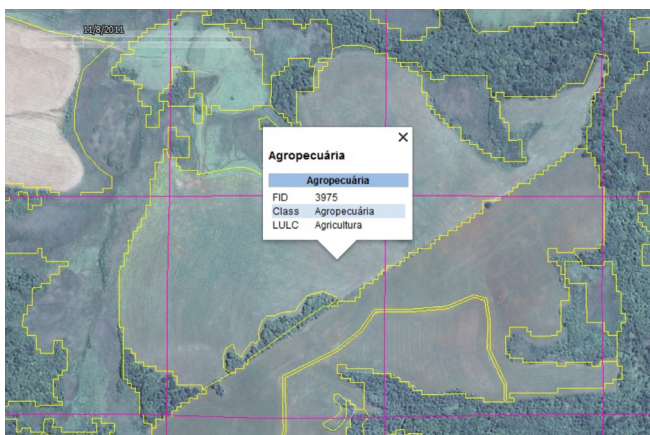 11/8/2011
Agropecuária
Agropecuária
FID 3975
Class Agropecuária
LULC Agricultura